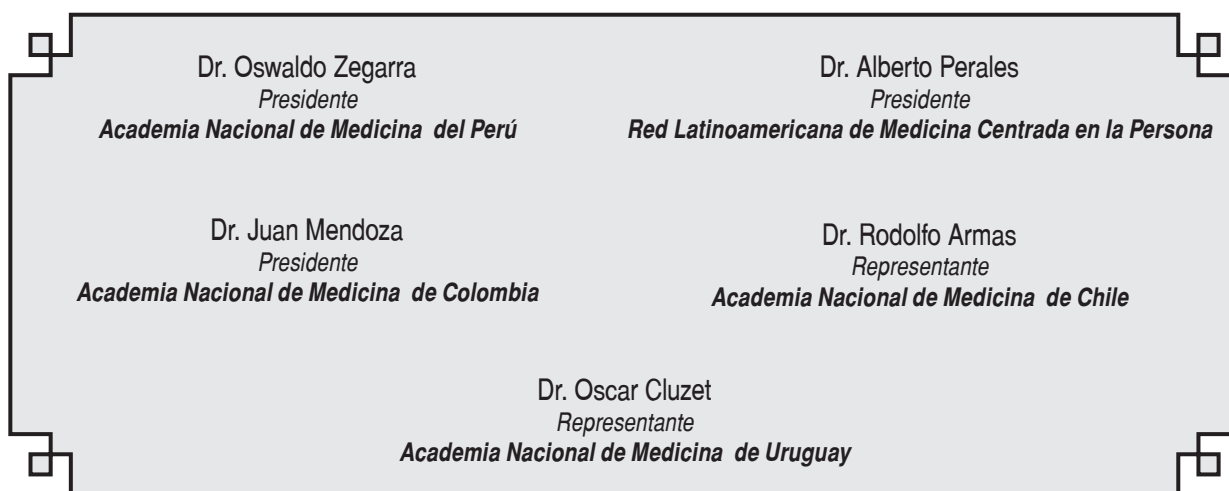 Dr. Oswaldo Zegarra
Presidente
Academia Nacional de Medicina del Perú
Dr. Alberto Perales
Presidente
Red Latinoamericana de Medicina Centrada en la Persona
Dr. Juan Mendoza
Presidente
Academia Nacional de Medicina de Colombia
Dr. Rodolfo Armas
Representante
Academia Nacional de Medicina de Chile
Dr. Oscar Cluzet
Representante
Academia Nacional de Medicina de Uruguay